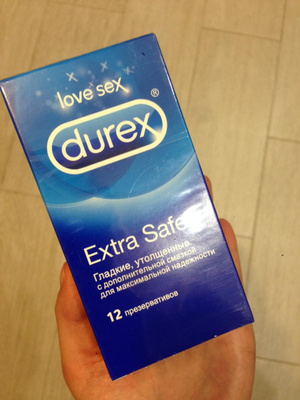 love sex
durex®
Extra Safe
Гладкие, утолщенные
с дополнительной смазкой
для максимальной надежности
12 презервативов